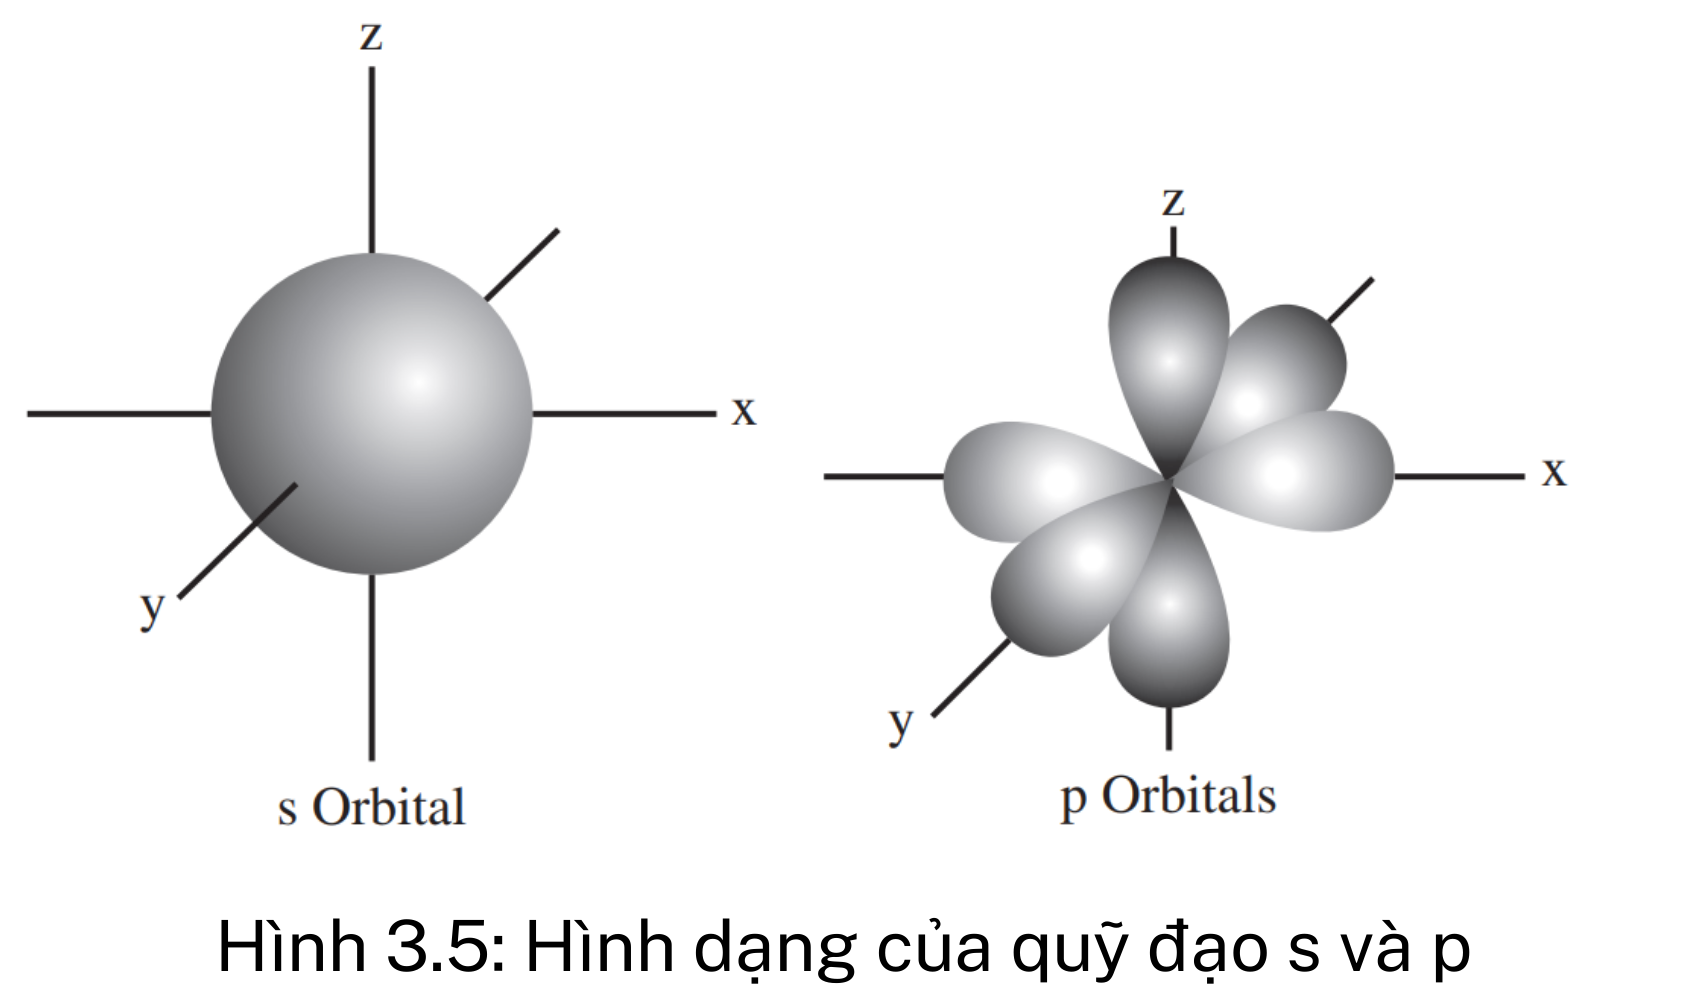 z
x
y
s Orbital
z
x
y
p Orbitals
Hình 3.5: Hình dạng của quỹ đạo s và p